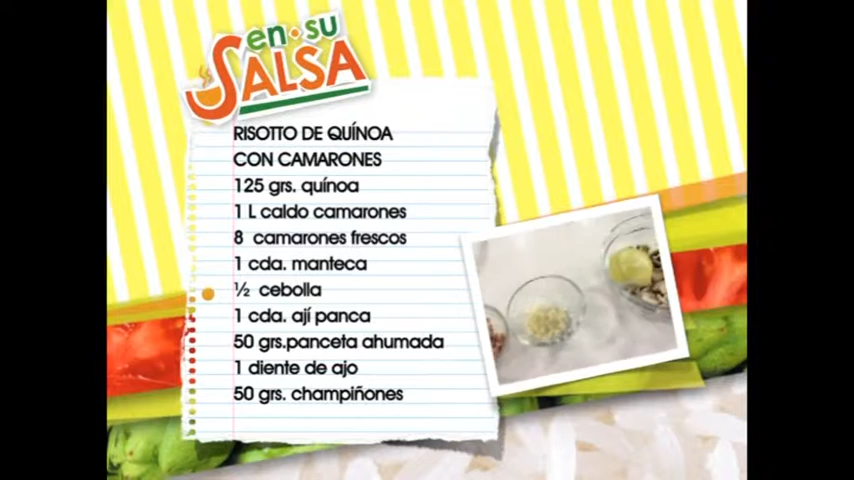 en • su
SALSA
RISOTTO DE QUÍNOA
CON CAMARONES
125 grs. quínoa
1 L caldo camarones
8 camarones frescos
1 cda. manteca
½ cebolla
1 cda. ají panca
50 grs.panceta ahumada
1 diente de ajo
50 grs. champiñones